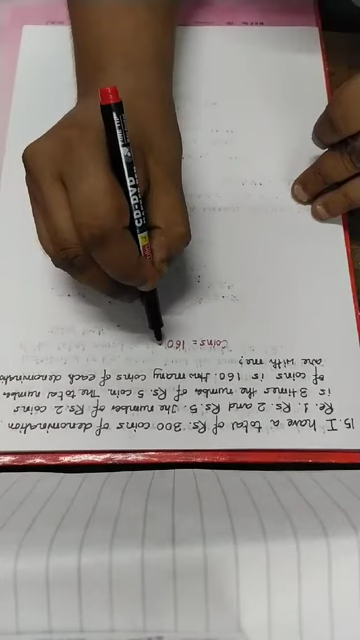 15. I have a total of Rs. 300 coins of denomination
Re. 1. Rs. 2 and Rs. 5. The number of Rs. 2 coins
is 3 times the number of Rs. 5 coin. The total number
of coins is 160. How many coins of each denomination
are with me?
Coins = 160